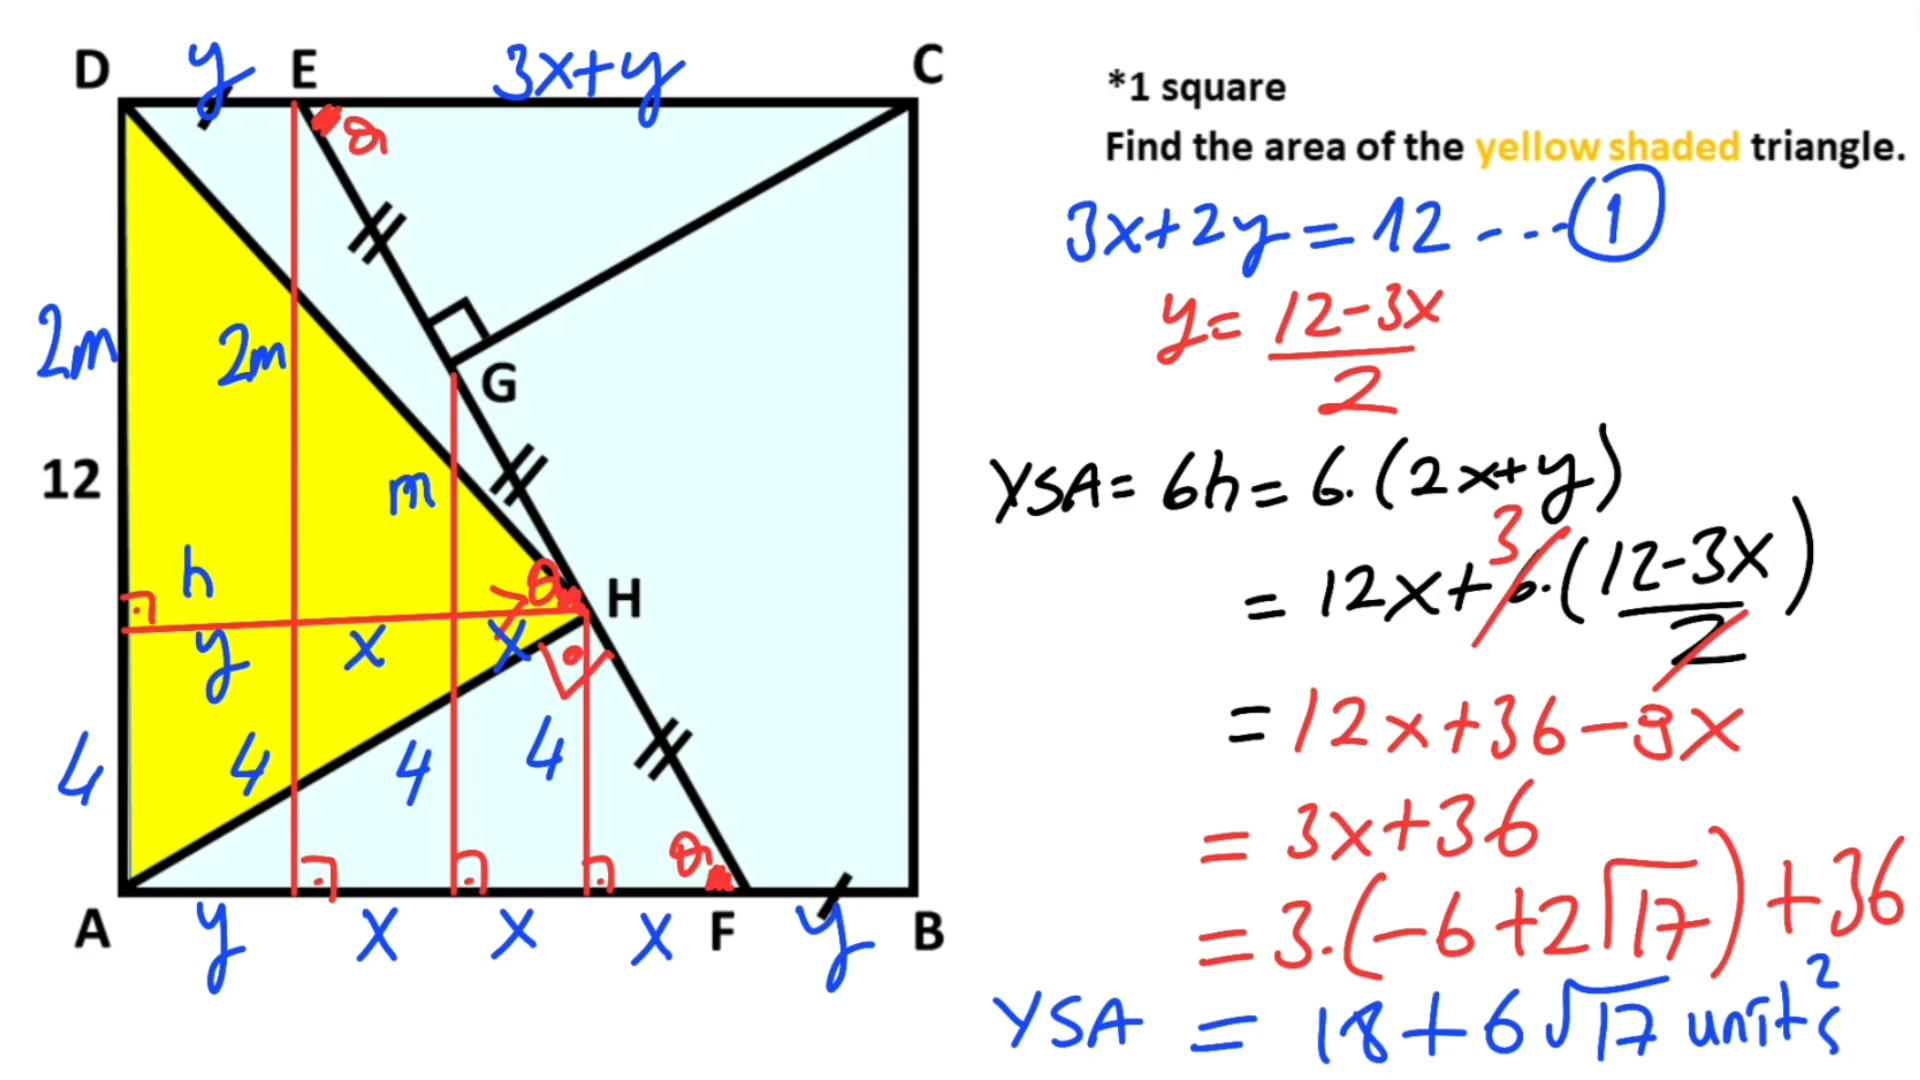 D y E 3x+y C
θ
2m 2m G
12 m
h θ H
y x x
4 4 4 4
θ
A y x x x F y B
*1 square
Find the area of the yellow shaded triangle.
3x+2y = 12 --- ①
y = (12-3x)/2
YSA = 6h = 6.(2x+y)
= 12x + 6.((12-3x)/2) 3
= 12x + 36 - 9x
= 3x + 36
= 3.(-6 + 2√17) + 36
YSA = 18 + 6√17 units²